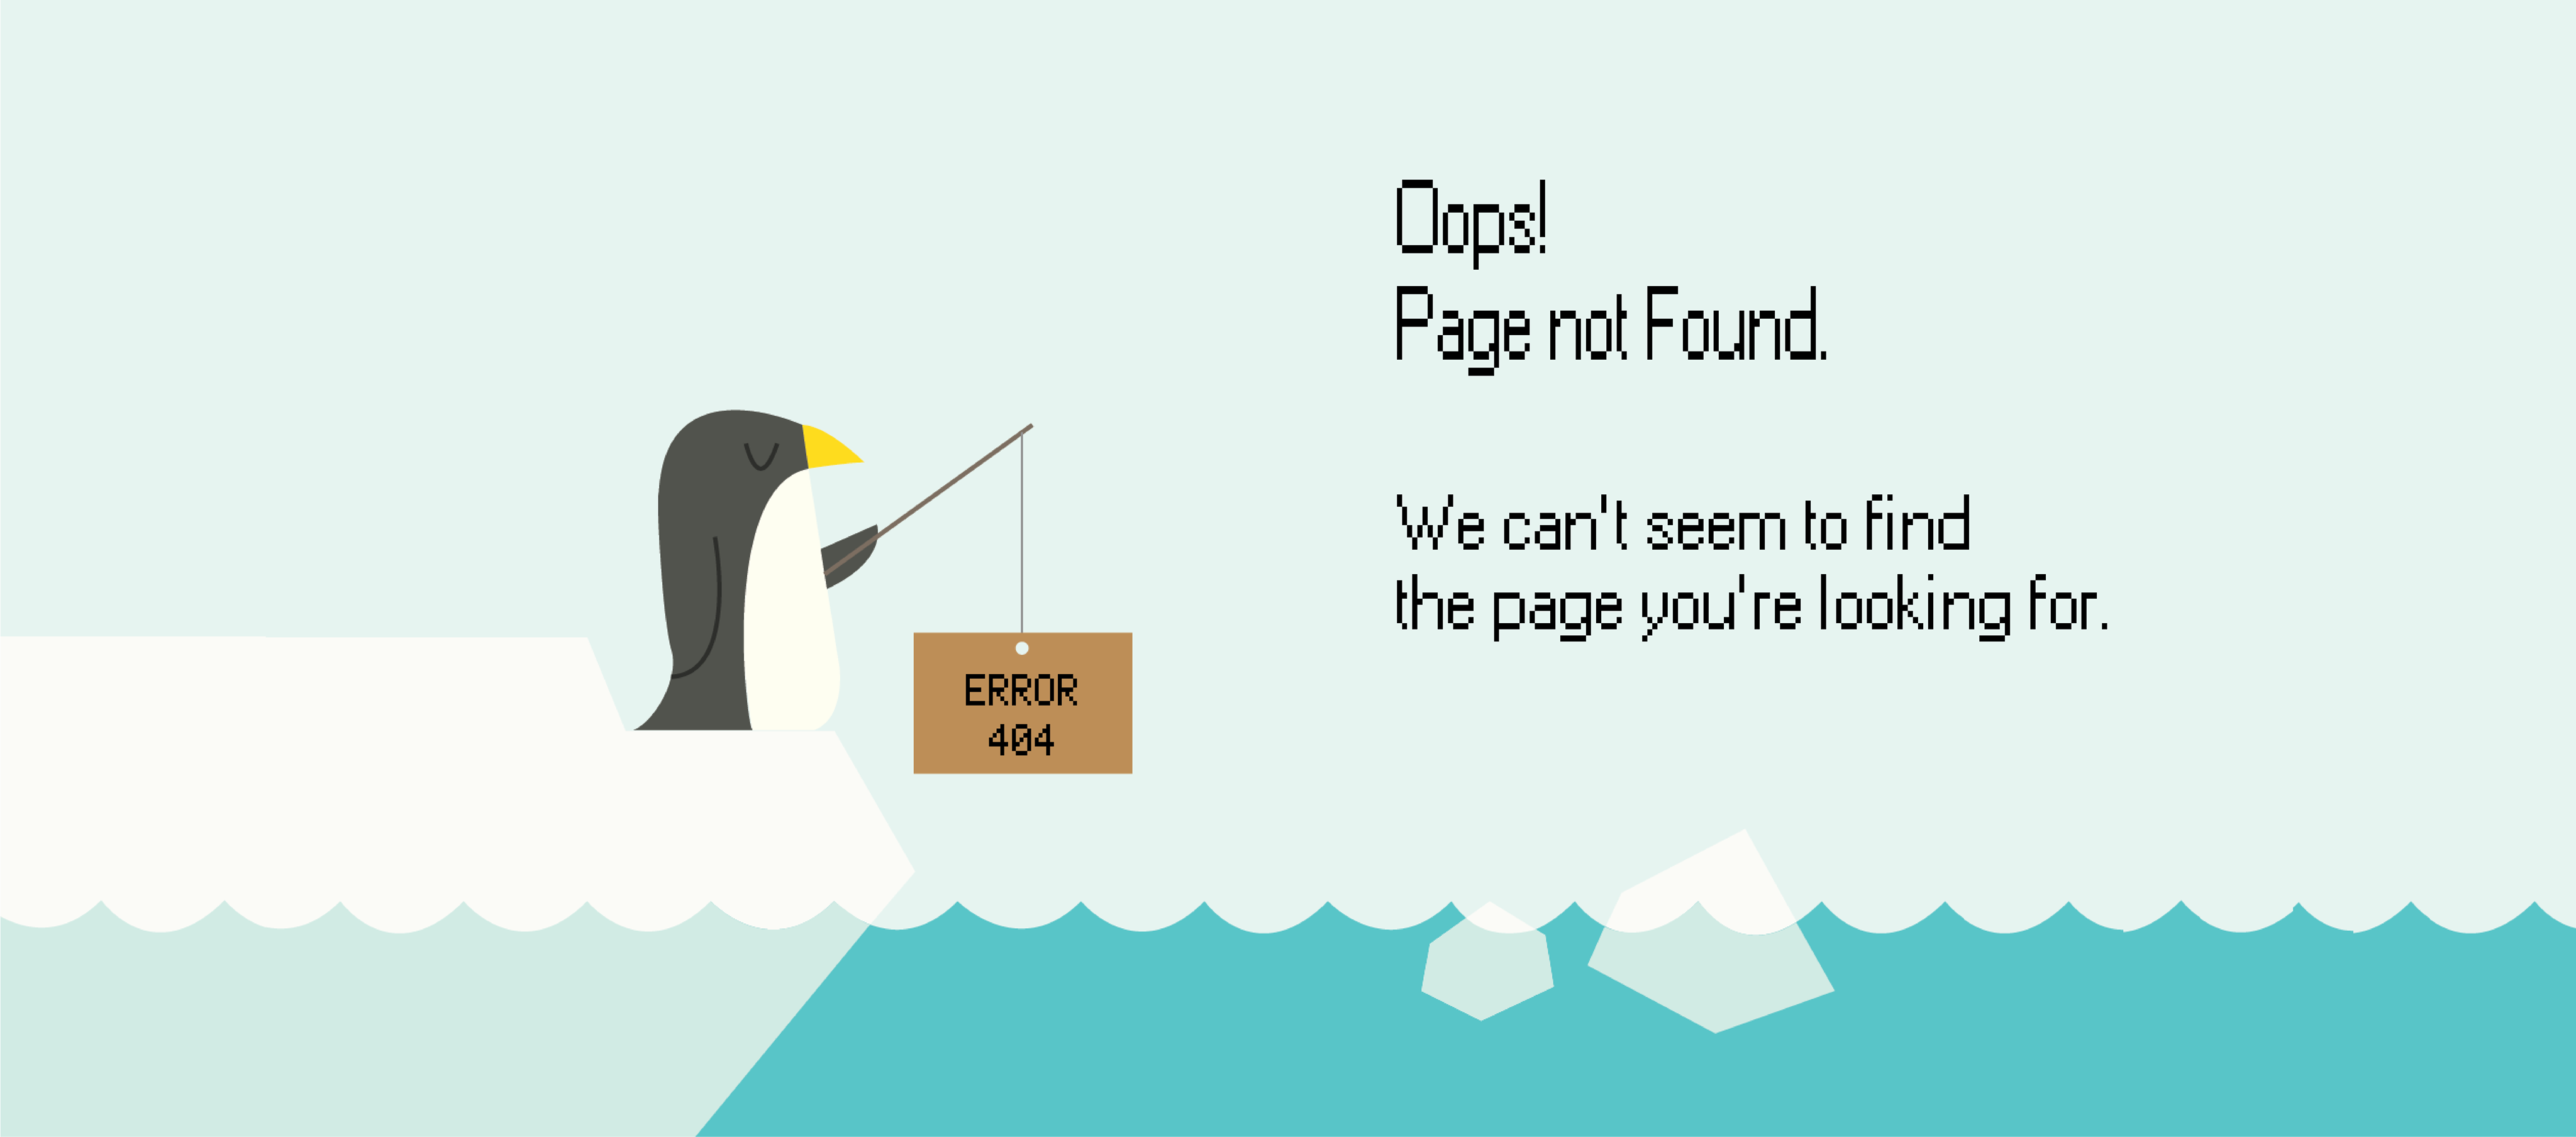 Oops!
Page not Found.
We can't seem to find
the page you're looking for.
ERROR
404